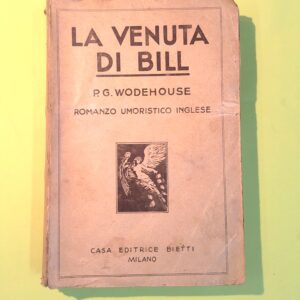 LA VENUTA
DI BILL
P. G. WODEHOUSE
ROMANZO UMORISTICO INGLESE
CASA EDITRICE BIETTI
MILANO